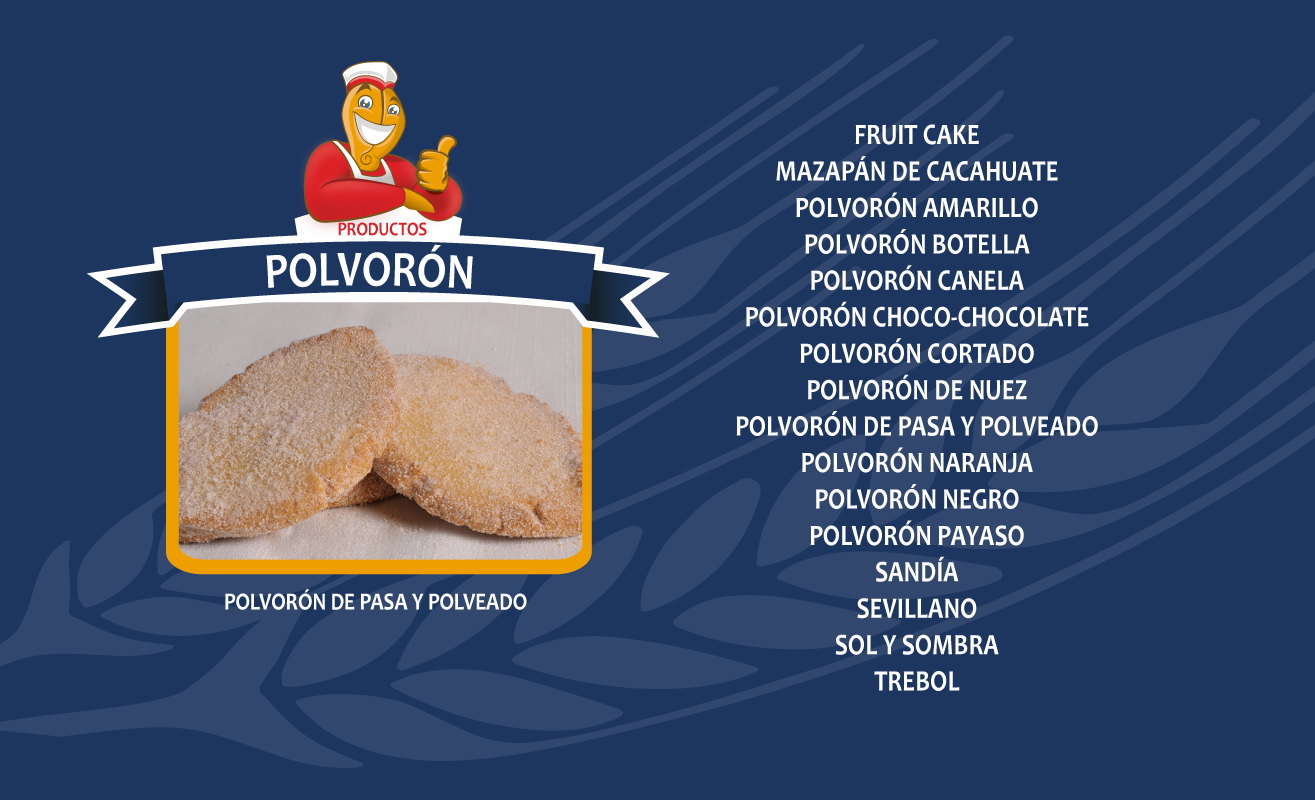 PRODUCTOS
POLVORÓN
POLVORÓN DE PASA Y POLVEADO
FRUIT CAKE
MAZAPÁN DE CACAHUATE
POLVORÓN AMARILLO
POLVORÓN BOTELLA
POLVORÓN CANELA
POLVORÓN CHOCO-CHOCOLATE
POLVORÓN CORTADO
POLVORÓN DE NUEZ
POLVORÓN DE PASA Y POLVEADO
POLVORÓN NARANJA
POLVORÓN NEGRO
POLVORÓN PAYASO
SANDÍA
SEVILLANO
SOL Y SOMBRA
TREBOL